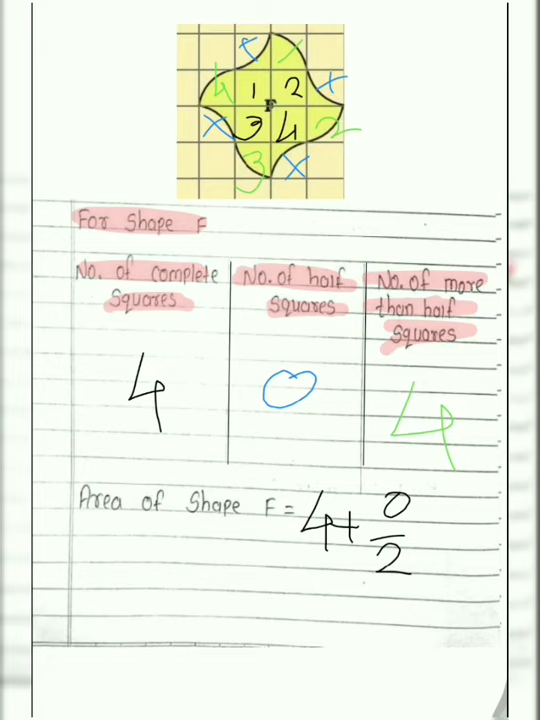 x 1 x
4 1 2
F
x 3 4 2
3 x
For Shape F
No. of complete Squares
No. of half Squares
No. of more than half Squares
4 0 4
Area of Shape F = 4+ 0/2